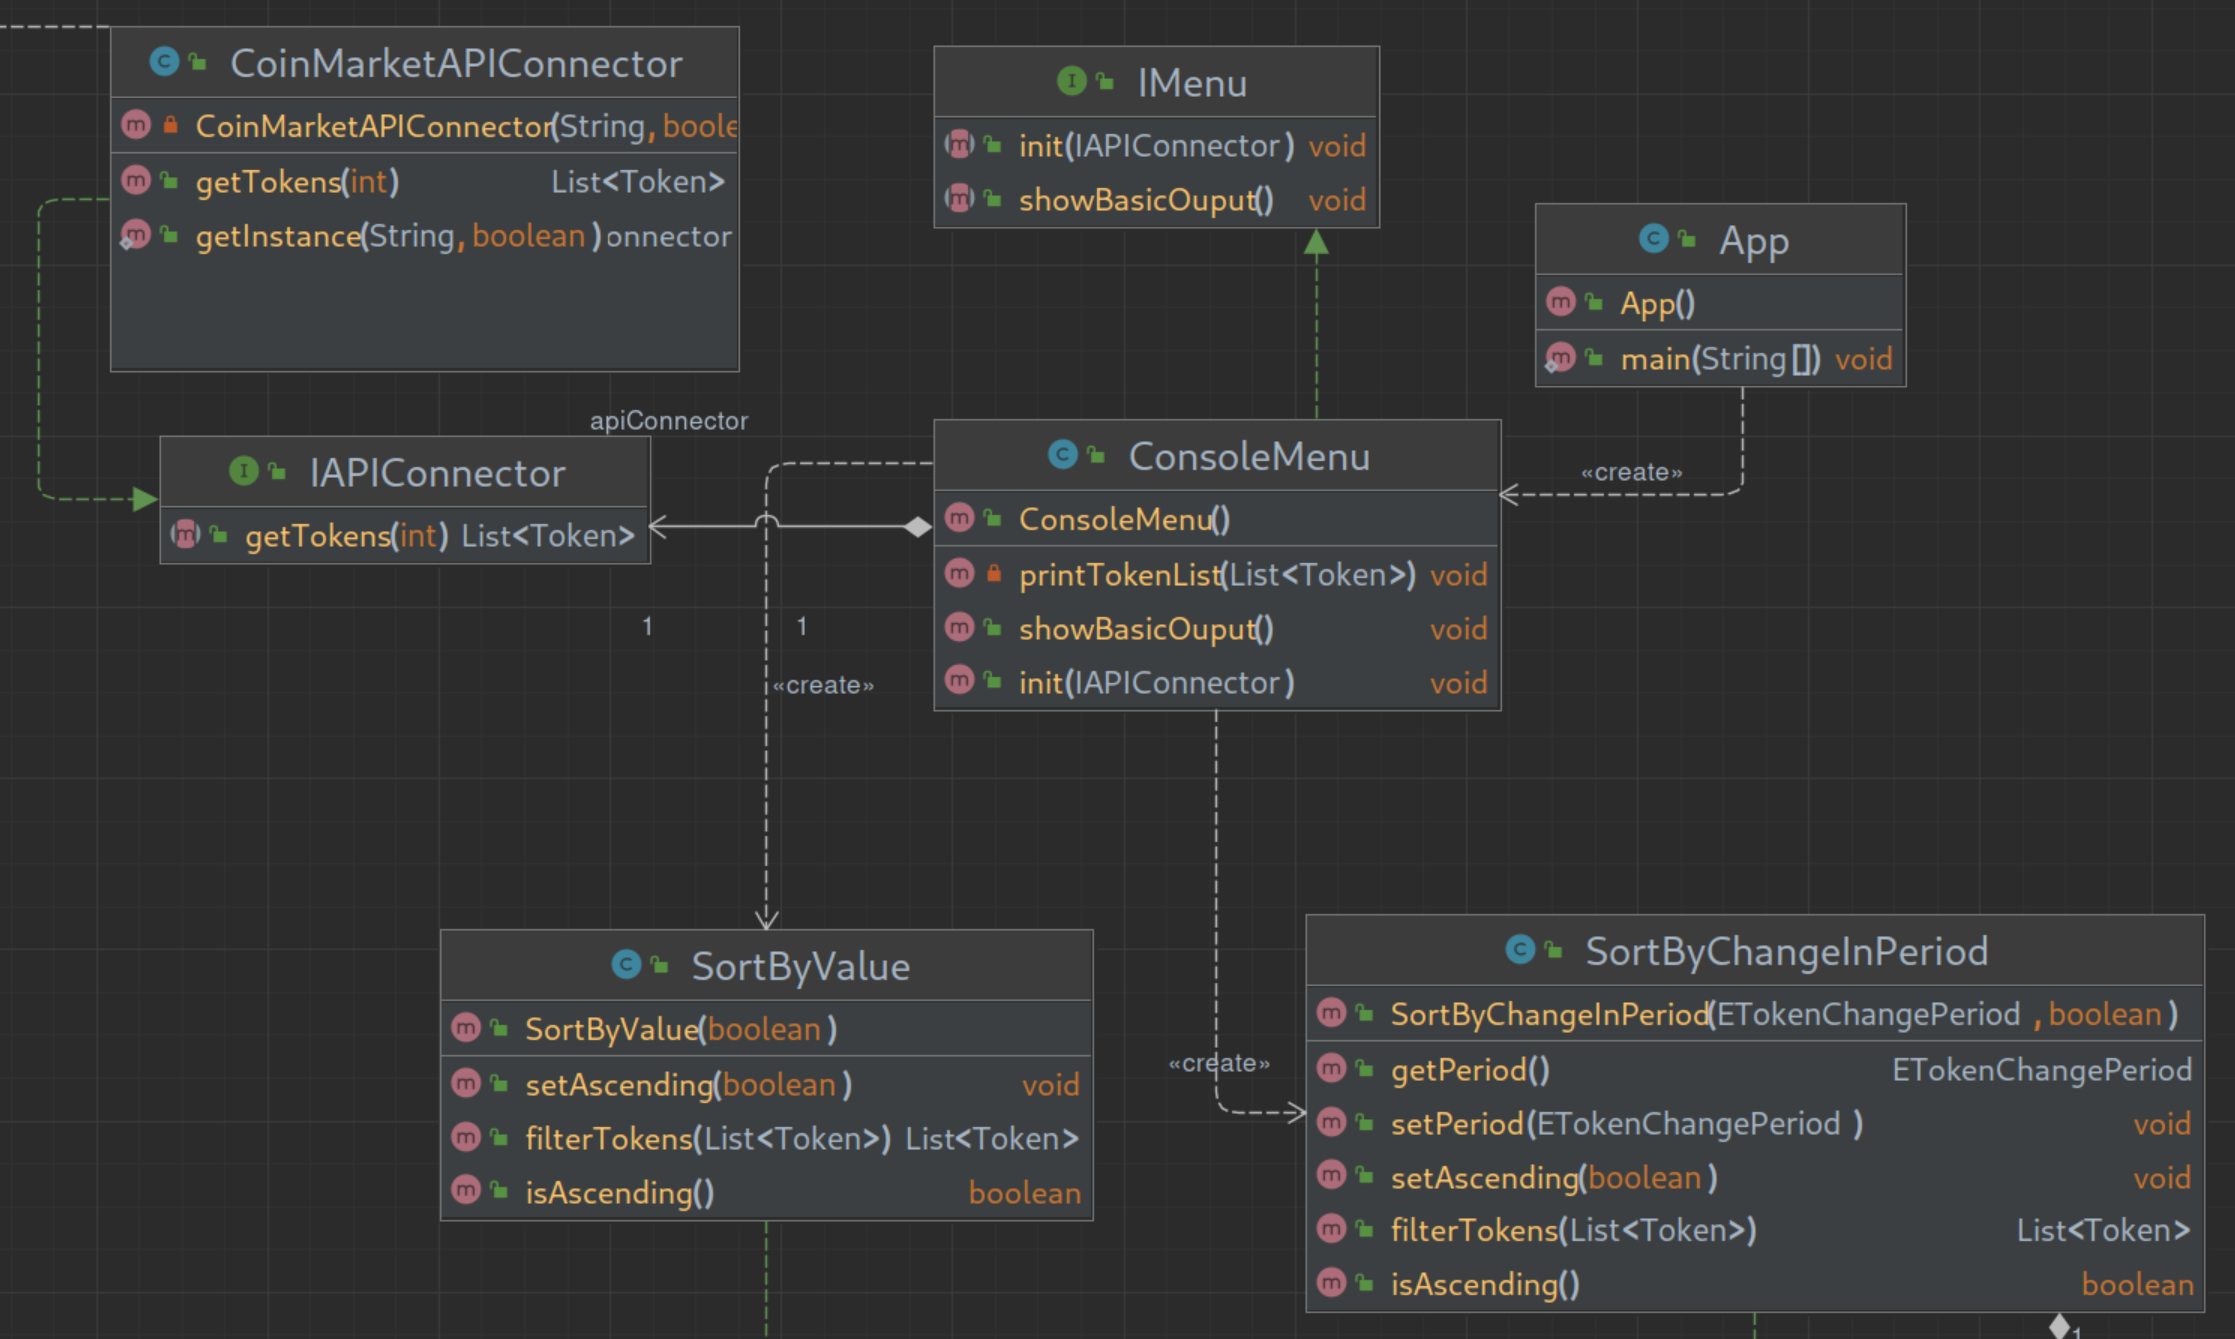 CoinMarketAPIConnector
CoinMarketAPIConnector(String, boole
getTokens(int) List<Token>
getInstance(String, boolean) onnector
IMenu
init(IAPIConnector) void
showBasicOuput() void
App
App()
main(String[]) void
apiConnector
IAPIConnector
getTokens(int) List<Token>
1
1
«create»
ConsoleMenu
ConsoleMenu()
printTokenList(List<Token>) void
showBasicOuput() void
init(IAPIConnector) void
«create»
SortByValue
SortByValue(boolean)
setAscending(boolean) void
filterTokens(List<Token>) List<Token>
isAscending() boolean
«create»
SortByChangeInPeriod
SortByChangeInPeriod(ETokenChangePeriod, boolean)
getPeriod() ETokenChangePeriod
setPeriod(ETokenChangePeriod) void
setAscending(boolean) void
filterTokens(List<Token>) List<Token>
isAscending() boolean
1